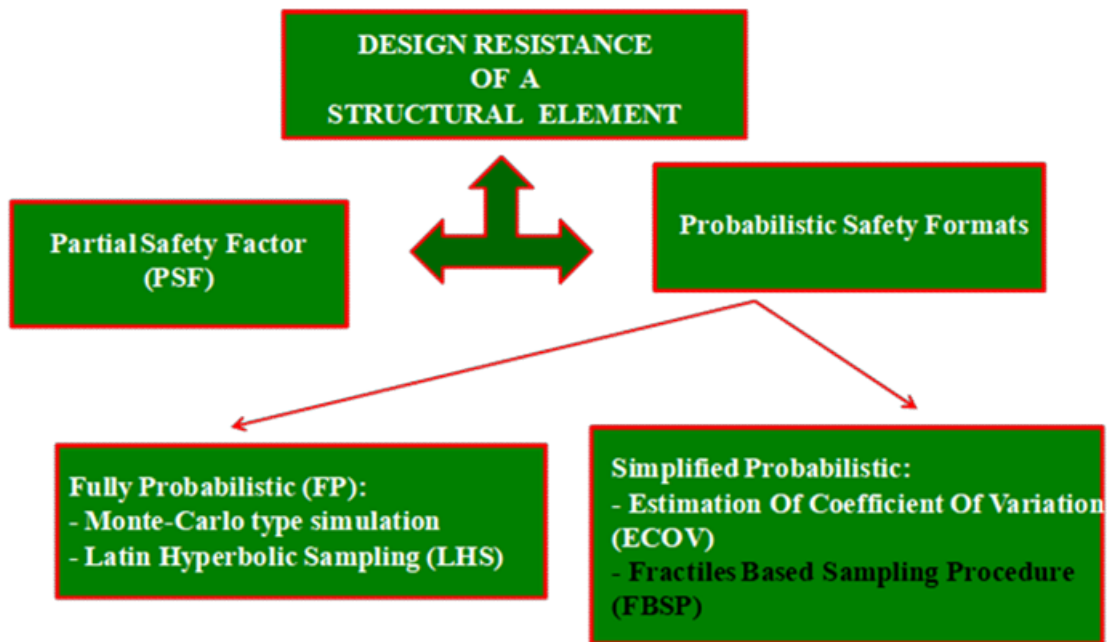 DESIGN RESISTANCE
OF A
STRUCTURAL ELEMENT
Partial Safety Factor
(PSF)
Probabilistic Safety Formats
Fully Probabilistic (FP):
- Monte-Carlo type simulation
- Latin Hyperbolic Sampling (LHS)
Simplified Probabilistic:
- Estimation Of Coefficient Of Variation
(ECOV)
- Fractiles Based Sampling Procedure
(FBSP)